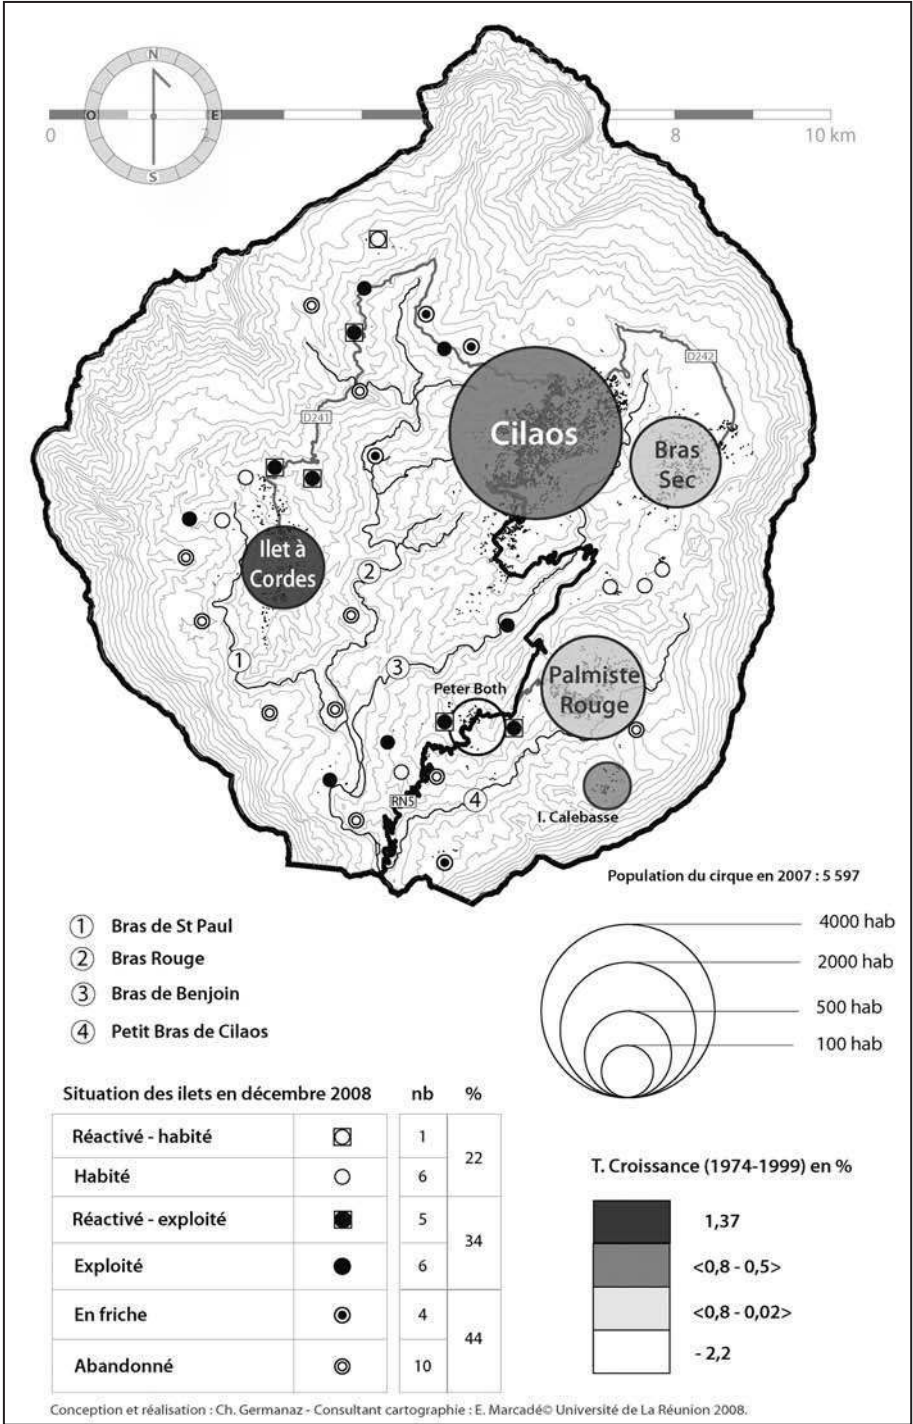 N
O
E
S
0
2
8
10 km
D242
Cilaos
Bras
Sec
D241
Ilet à
Cordes
2
1
3
Peter Both
Palmiste
Rouge
RN5
4
I. Calebasse
Population du cirque en 2007 : 5 597
1 Bras de St Paul
2 Bras Rouge
3 Bras de Benjoin
4 Petit Bras de Cilaos
4000 hab
2000 hab
500 hab
100 hab
Situation des ilets en décembre 2008 nb %
Réactivé - habité 1
22
Habité 6
Réactivé - exploité 5
34
Exploité 6
En friche 4
44
Abandonné 10
T. Croissance (1974-1999) en %
1,37
<0,8 - 0,5>
<0,8 - 0,02>
- 2,2
Conception et réalisation : Ch. Germanaz - Consultant cartographie : E. Marcadé© Université de La Réunion 2008.